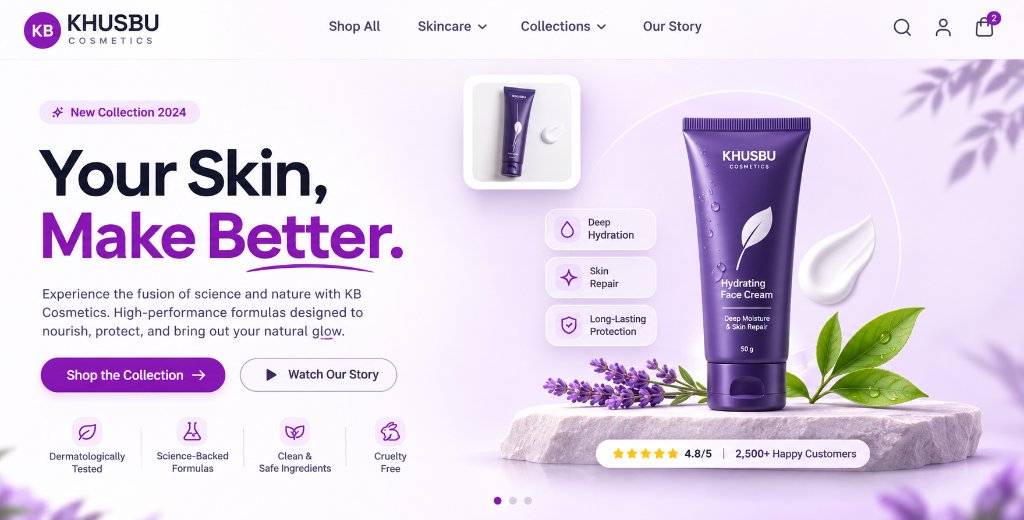 KB
KHUSBU
COSMETICS
Shop All
Skincare
Collections
Our Story
2
New Collection 2024
Your Skin,
Make Better.
Experience the fusion of science and nature with KB
Cosmetics. High-performance formulas designed to
nourish, protect, and bring out your natural glow.
Shop the Collection
Watch Our Story
Dermatologically
Tested
Science-Backed
Formulas
Clean &
Safe Ingredients
Cruelty
Free
KHUSBU
Deep
Hydration
Skin
Repair
Long-Lasting
Protection
KHUSBU
COSMETICS
Hydrating
Face Cream
Deep Moisture
& Skin Repair
50 g
4.8/5
2,500+ Happy Customers